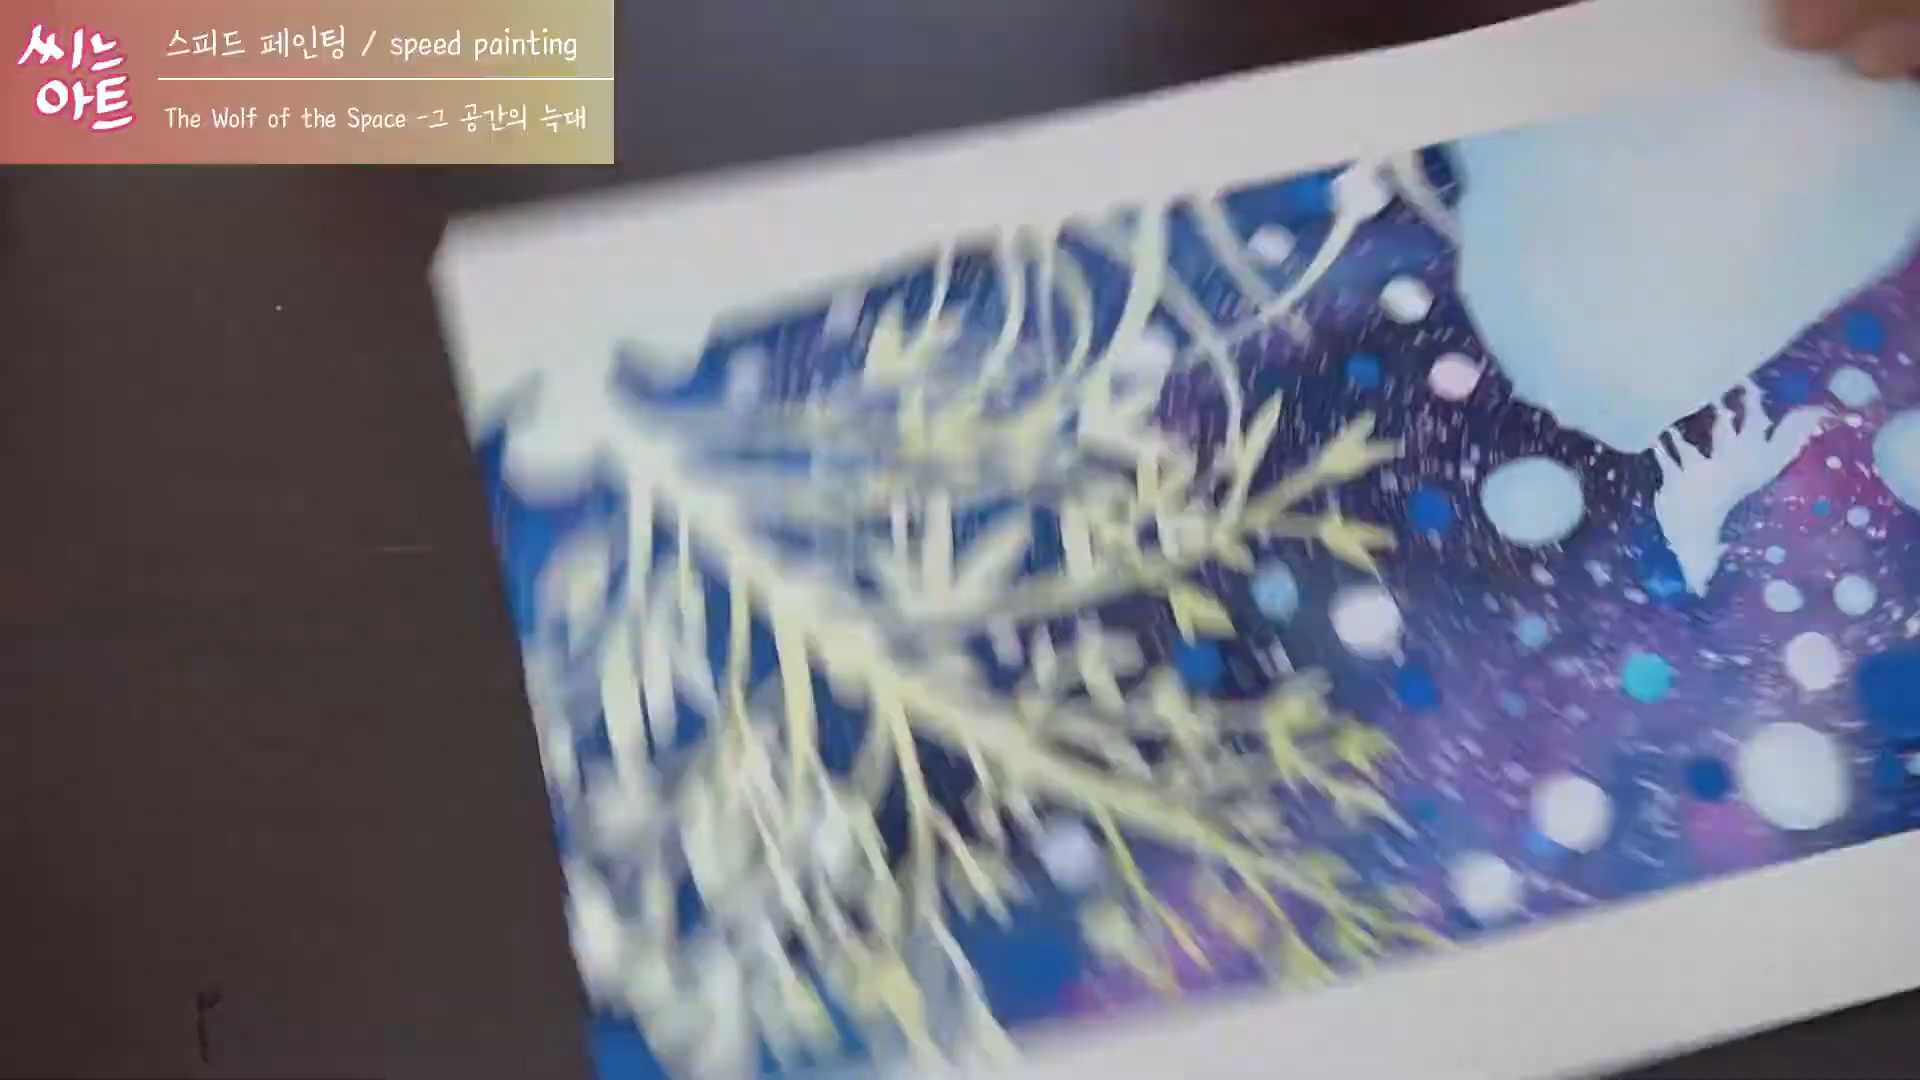 씨는
아트
스피드 페인팅 / speed painting
The Wolf of the Space -그 공간의 늑대